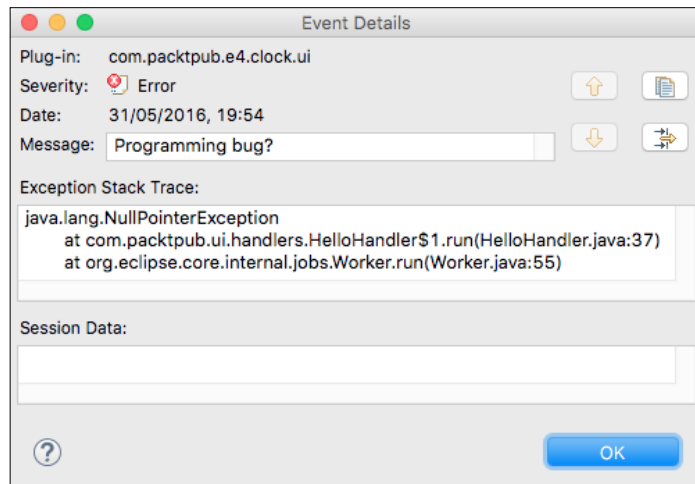 Event Details
Plug-in: com.packtpub.e4.clock.ui
Severity: Error
Date: 31/05/2016, 19:54
Message: Programming bug?
Exception Stack Trace:
java.lang.NullPointerException
at com.packtpub.ui.handlers.HelloHandler$1.run(HelloHandler.java:37)
at org.eclipse.core.internal.jobs.Worker.run(Worker.java:55)
Session Data:
?
OK